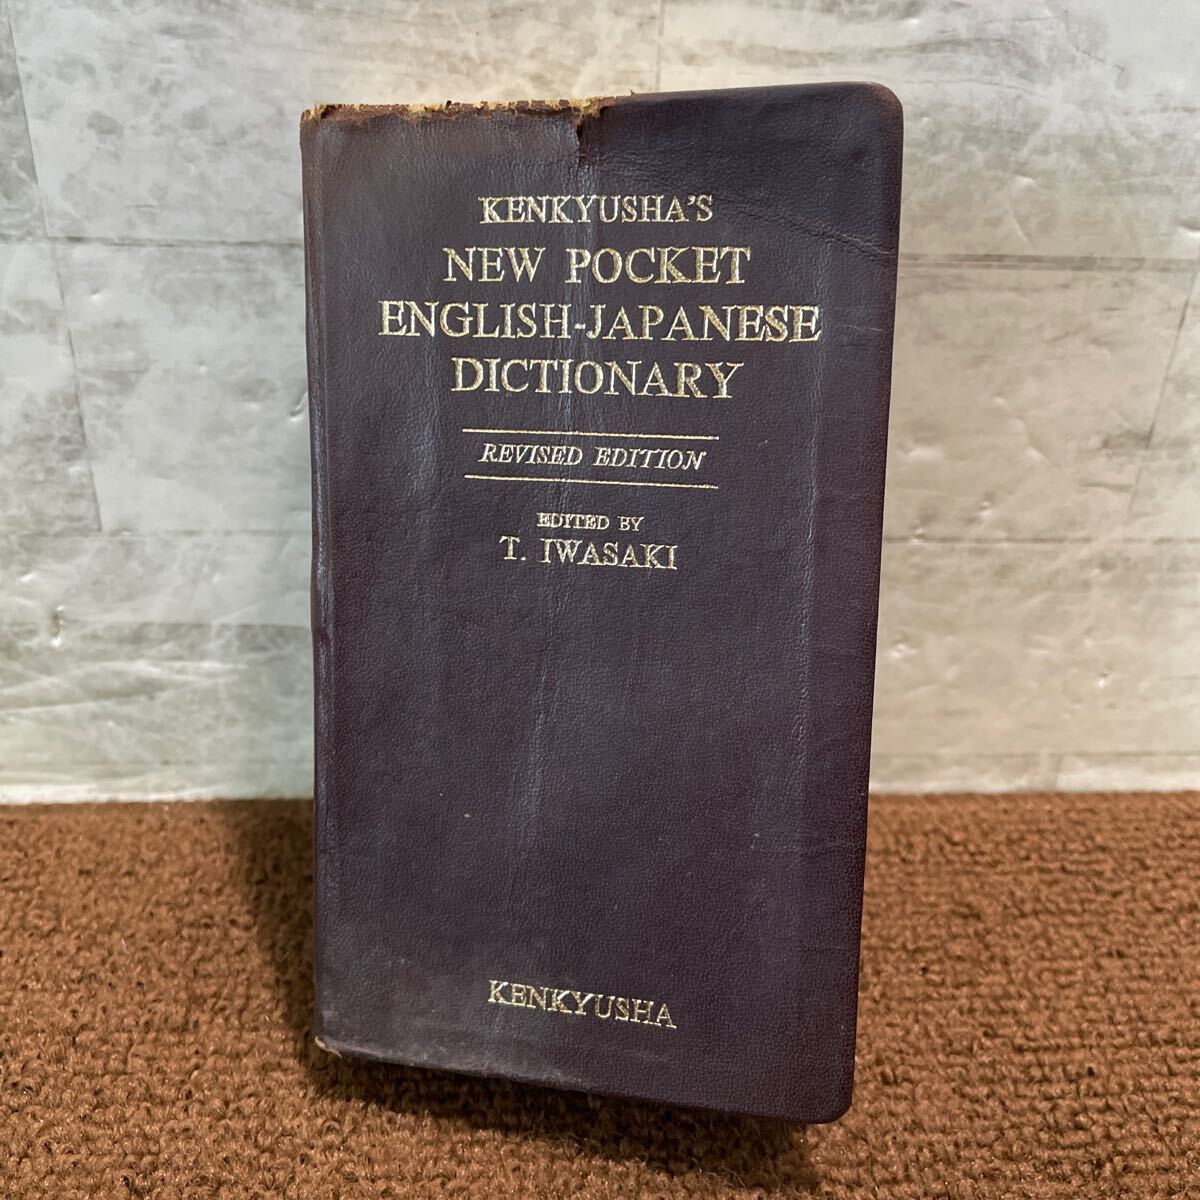 KENKYUSHA'S
NEW POCKET
ENGLISH-JAPANESE
DICTIONARY
REVISED EDITION
EDITED BY
T. IWASAKI
KENKYUSHA